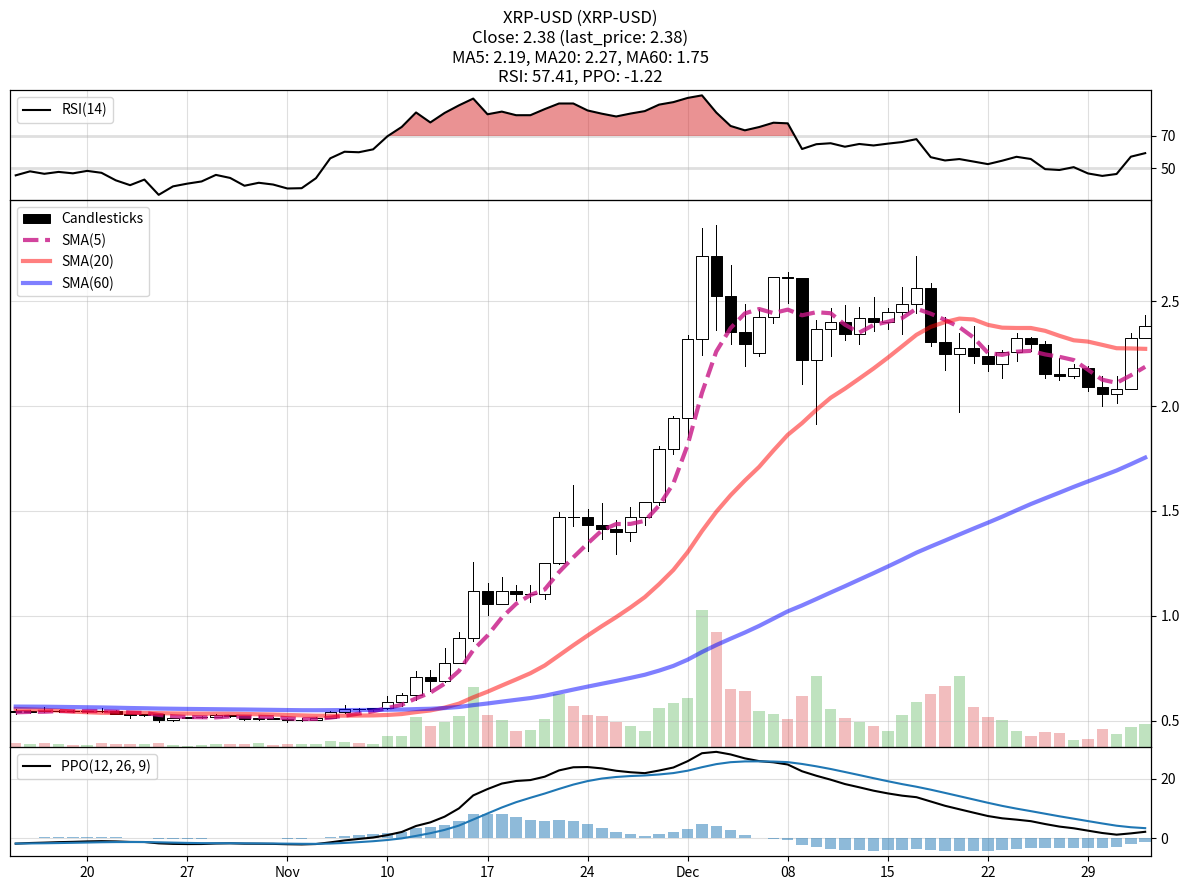 XRP-USD (XRP-USD)
Close: 2.38 (last_price: 2.38)
MA5: 2.19, MA20: 2.27, MA60: 1.75
RSI: 57.41, PPO: -1.22
RSI(14)
70
50
Candlesticks
SMA(5)
SMA(20)
SMA(60)
2.5
2.0
1.5
1.0
0.5
PPO(12, 26, 9)
20
0
20 27 Nov 10 17 24 Dec 08 15 22 29